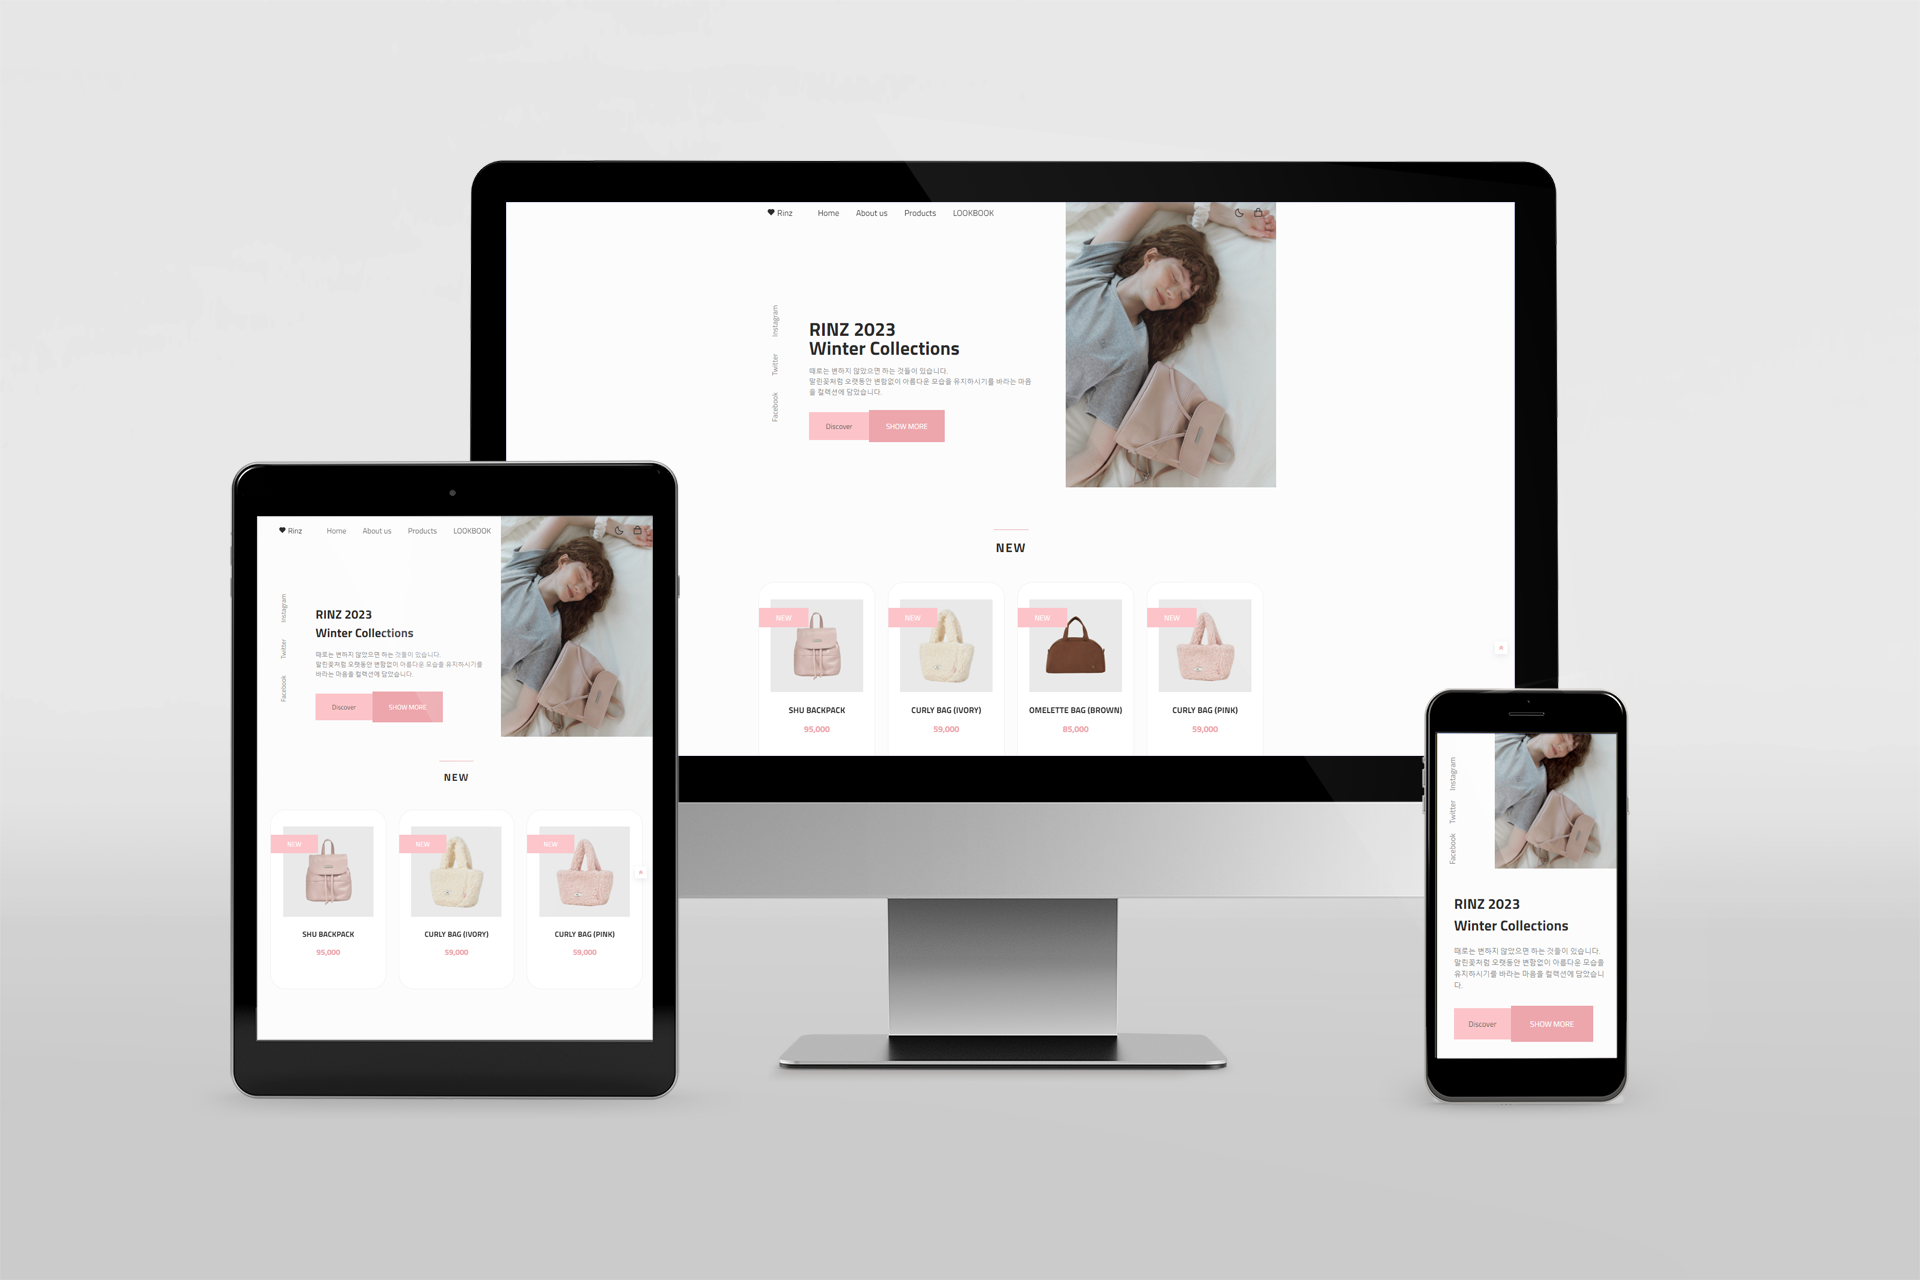 Rinz Home About us Products LOOKBOOK
Instagram
Twitter
Facebook
RINZ 2023
Winter Collections
때로는 변하지 않았으면 하는 것들이 있습니다.
말린꽃처럼 오랫동안 변함없이 아름다운 모습을 유지하시기를 바라는 마음
을 컬랙션에 담았습니다.
Discover SHOW MORE
NEW
NEW NEW NEW NEW
SHU BACKPACK CURLY BAG (IVORY) OMELETTE BAG (BROWN) CURLY BAG (PINK)
95,000 59,000 85,000 59,000
Rinz Home About us Products LOOKBOOK
Instagram
Twitter
Facebook
RINZ 2023
Winter Collections
때로는 변하지 않았으면 하는 것들이 있습니다.
말린꽃처럼 오랫동안 변함없이 아름다운 모습을 유지하시기를
바라는 마음을 컬랙션에 담았습니다.
Discover SHOW MORE
NEW
NEW NEW NEW
SHU BACKPACK CURLY BAG (IVORY) CURLY BAG (PINK)
95,000 59,000 59,000
Instagram
Twitter
Facebook
RINZ 2023
Winter Collections
때로는 변하지 않았으면 하는 것들이 있습니다.
말린꽃처럼 오랫동안 변함없이 아름다운 모습을
유지하시기를 바라는 마음을 컬랙션에 담았습니
다.
Discover SHOW MORE